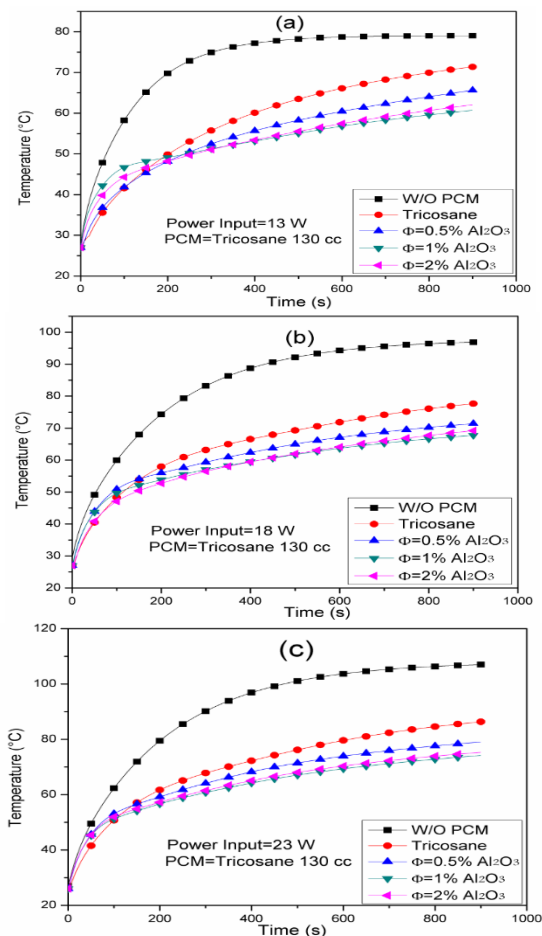 (a)
Temperature (°C)
90
80
70
60
50
40
30
20
W/O PCM
Tricosane
Φ=0.5% Al₂O₃
Φ=1% Al₂O₃
Φ=2% Al₂O₃
Power Input=13 W
PCM=Tricosane 130 cc
0 200 400 600 800 1000
Time (s)
(b)
Temperature (°C)
100
90
80
70
60
50
40
30
20
W/O PCM
Tricosane
Φ=0.5% Al₂O₃
Φ=1% Al₂O₃
Φ=2% Al₂O₃
Power Input=18 W
PCM=Tricosane 130 cc
0 200 400 600 800 1000
Time (s)
(c)
Temperature (°C)
120
100
80
60
40
20
W/O PCM
Tricosane
Φ=0.5% Al₂O₃
Φ=1% Al₂O₃
Φ=2% Al₂O₃
Power Input=23 W
PCM=Tricosane 130 cc
0 200 400 600 800 1000
Time (s)